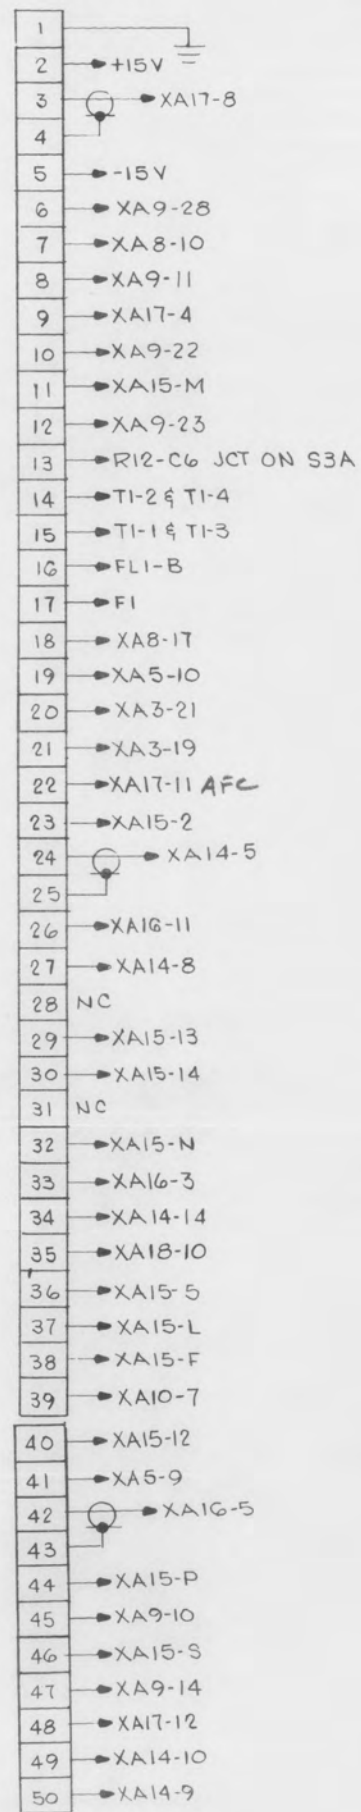 1
2 +15V
3 XA17-8
4
5 -15V
6 XA9-28
7 XA8-10
8 XA9-11
9 XA17-4
10 XA9-22
11 XA15-M
12 XA9-23
13 R12-C6 JCT ON S3A
14 T1-2 & T1-4
15 T1-1 & T1-3
16 FL1-B
17 F1
18 XA8-17
19 XA5-10
20 XA3-21
21 XA3-19
22 XA17-11 AFC
23 XA15-2
24 XA14-5
25
26 XA16-11
27 XA14-8
28 NC
29 XA15-13
30 XA15-14
31 NC
32 XA15-N
33 XA16-3
34 XA14-14
35 XA18-10
36 XA15-5
37 XA15-L
38 XA15-F
39 XA10-7
40 XA15-12
41 XA5-9
42 XA16-5
43
44 XA15-P
45 XA9-10
46 XA15-S
47 XA9-14
48 XA17-12
49 XA14-10
50 XA14-9